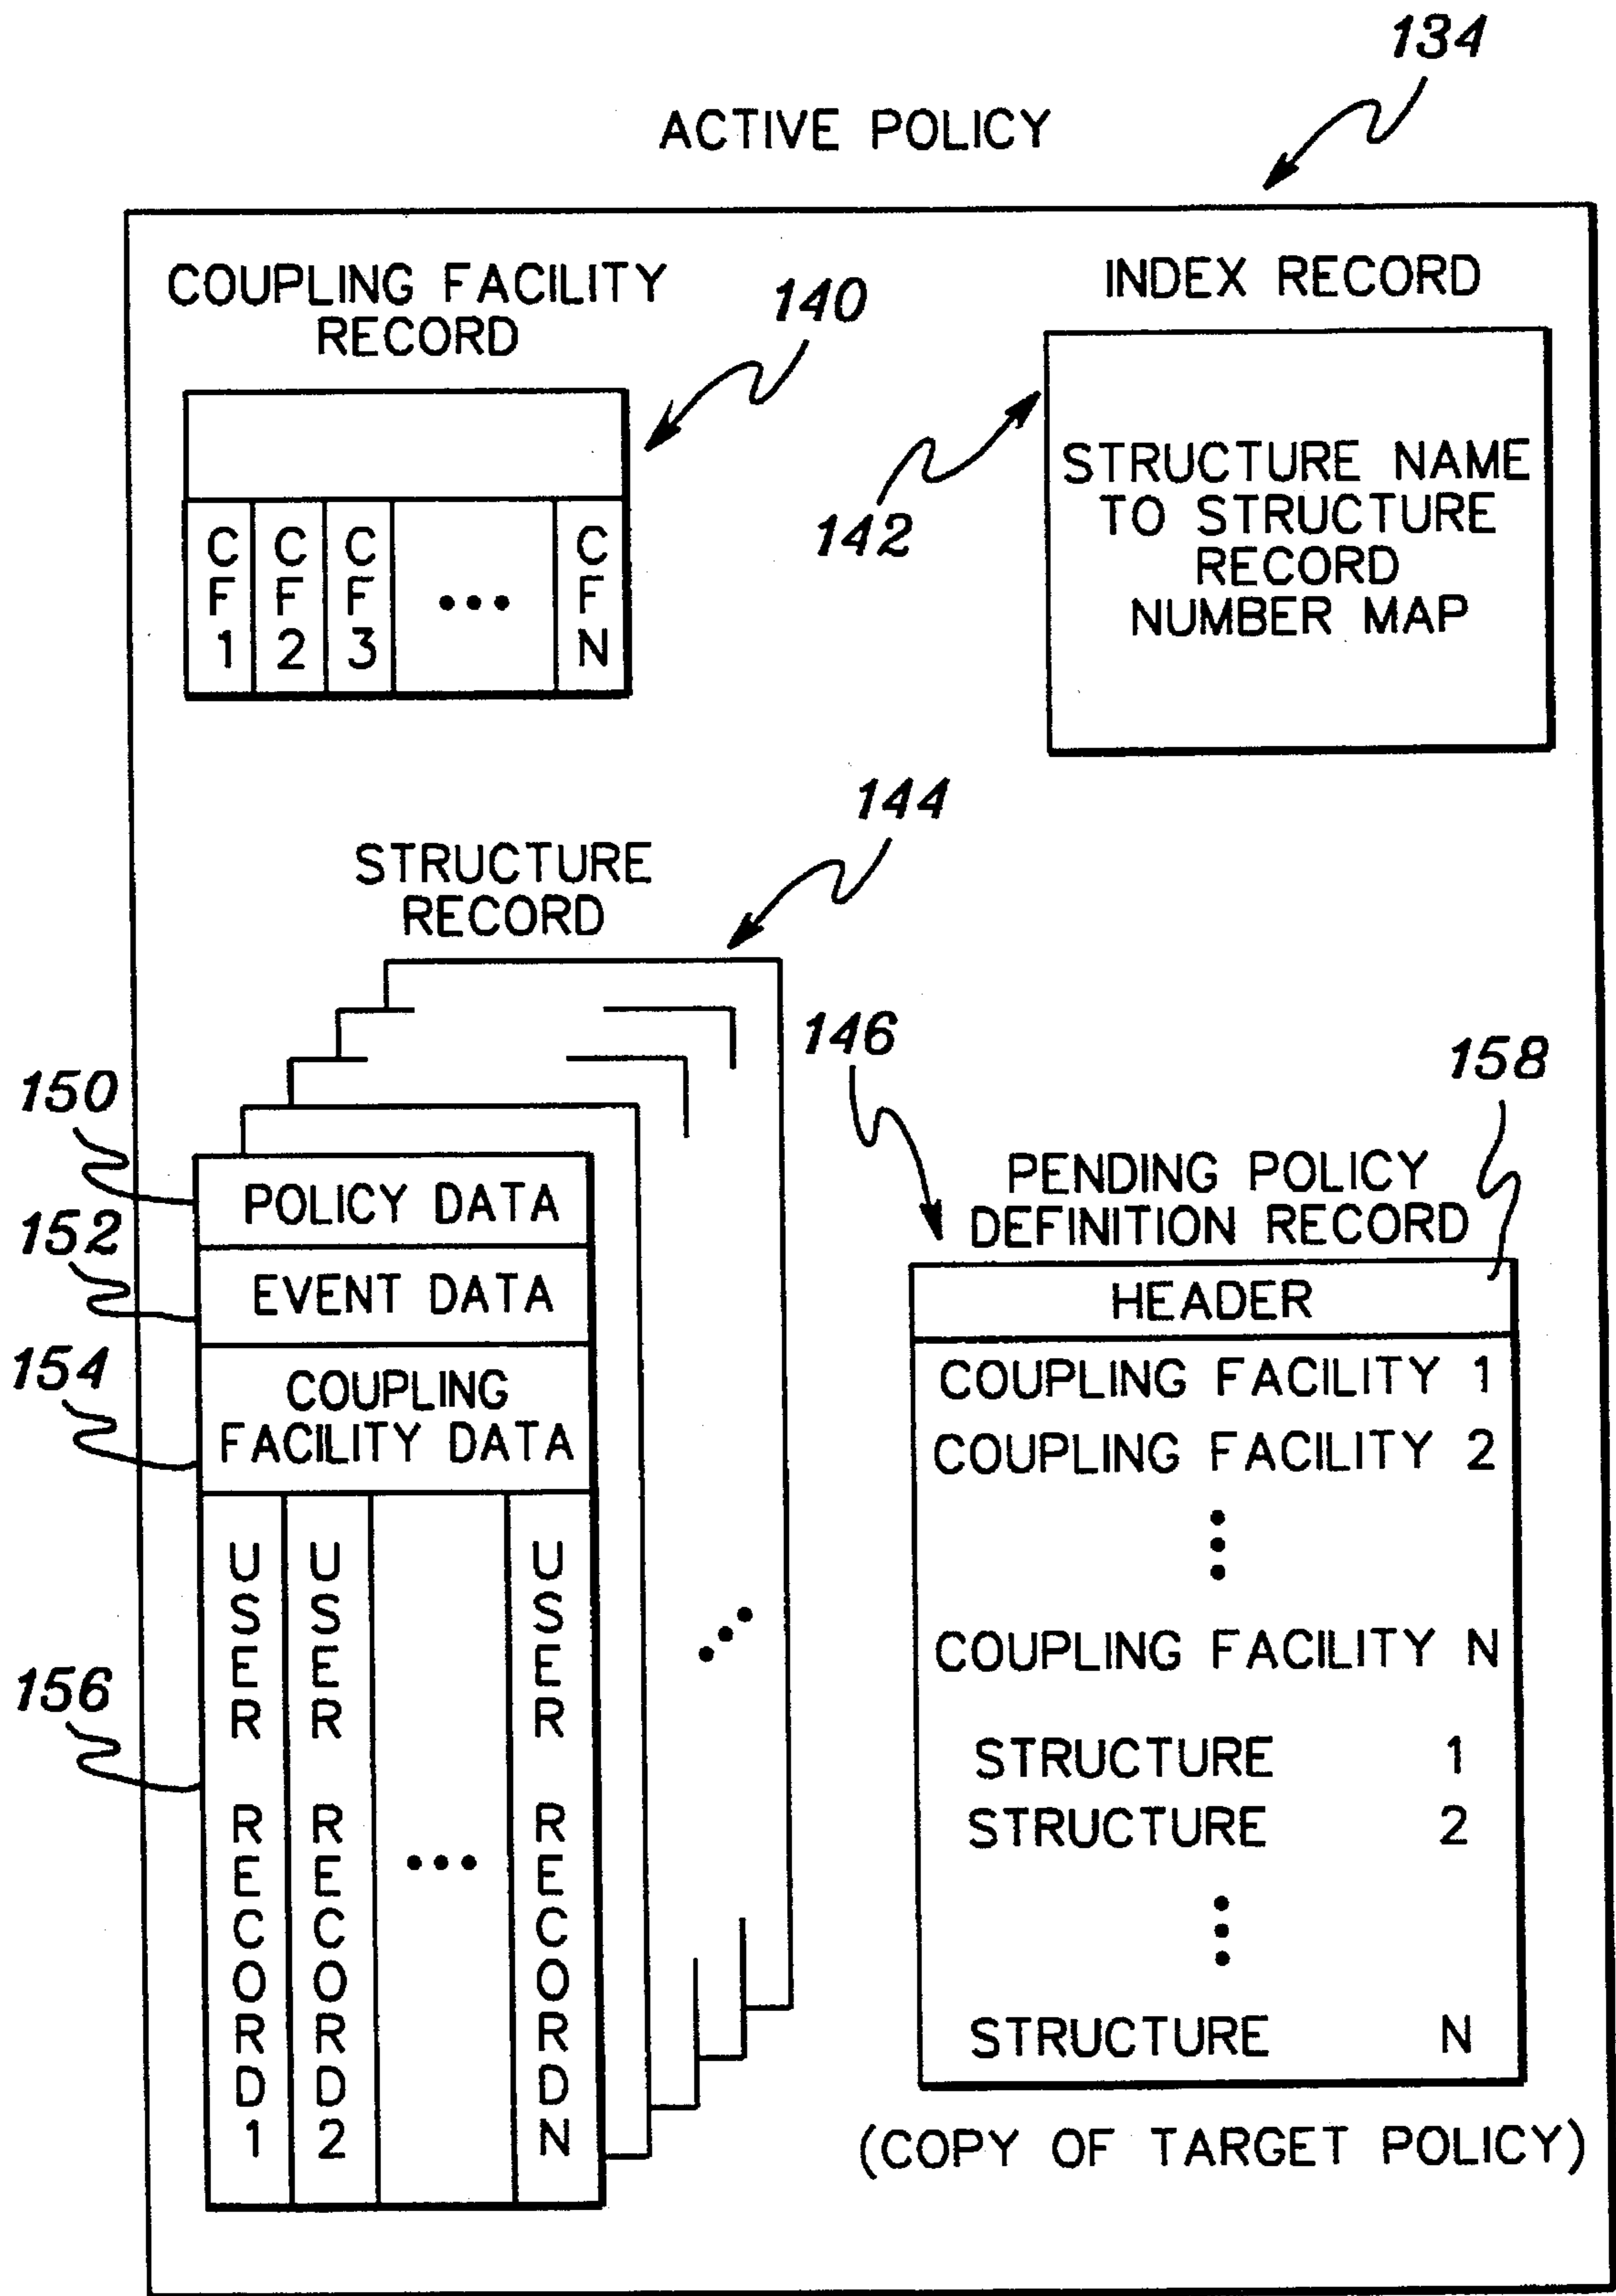 134
ACTIVE POLICY
COUPLING FACILITY
RECORD
140
C F 1
C F 2
C F 3
•••
C F N
INDEX RECORD
142
STRUCTURE NAME
TO STRUCTURE
RECORD
NUMBER MAP
STRUCTURE
RECORD
144
150
POLICY DATA
152
EVENT DATA
154
COUPLING
FACILITY DATA
156
USER RECORD 1
USER RECORD 2
•••
USER RECORD N
146
158
PENDING POLICY
DEFINITION RECORD
HEADER
COUPLING FACILITY 1
COUPLING FACILITY 2
COUPLING FACILITY N
STRUCTURE 1
STRUCTURE 2
STRUCTURE N
(COPY OF TARGET POLICY)